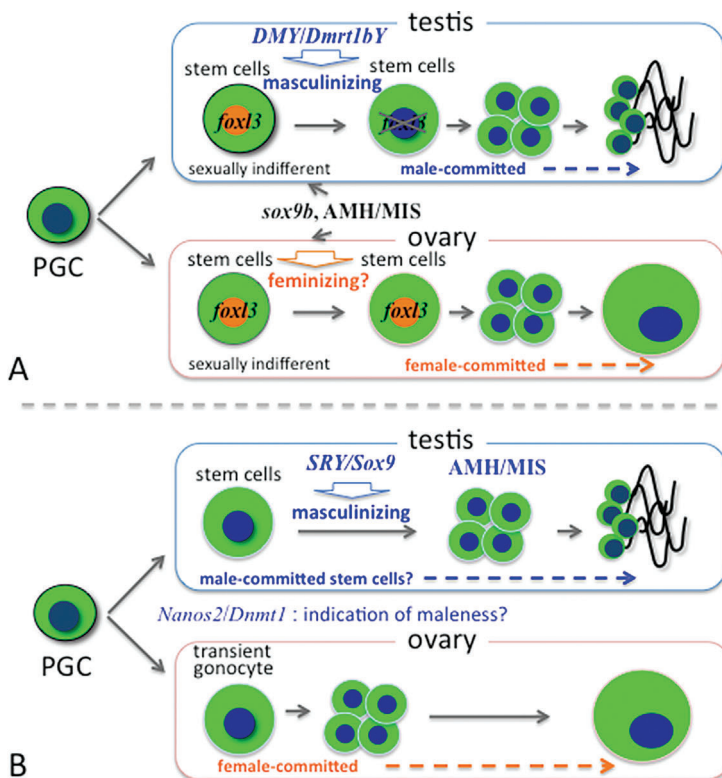 testis
DMY/Dmrt1bY
stem cells
masculinizing
stem cells
foxl3
foxl3
sexually indifferent
male-committed
PGC
sox9b, AMH/MIS
ovary
stem cells
feminizing?
stem cells
foxl3
foxl3
sexually indifferent
female-committed
A
testis
SRY/Sox9
AMH/MIS
stem cells
masculinizing
male-committed stem cells?
PGC
Nanos2/Dnmt1 : indication of maleness?
ovary
transient
gonocyte
female-committed
B